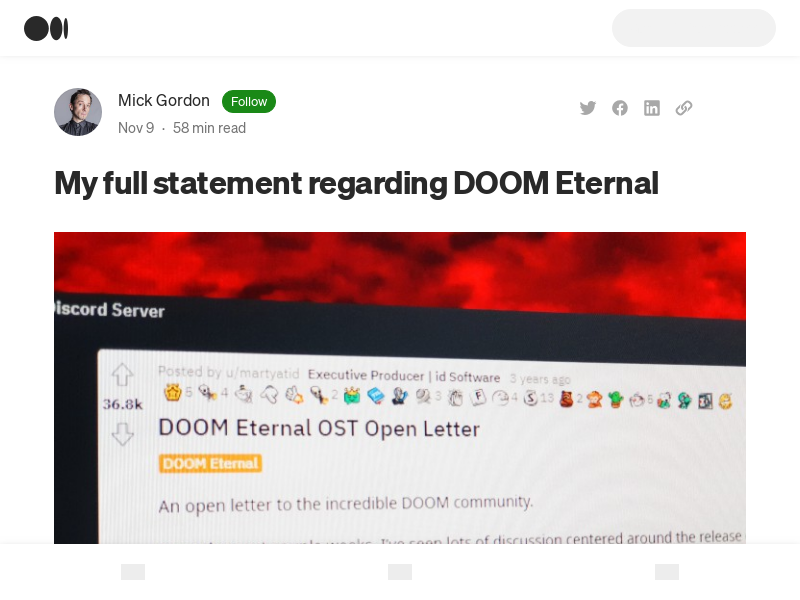 Mick Gordon Follow
Nov 9 · 58 min read
My full statement regarding DOOM Eternal
Discord Server
Posted by u/martyatid Executive Producer | id Software 3 years ago
5 4 2 3 4 13 2 5
36.8k
DOOM Eternal OST Open Letter
DOOM Eternal
An open letter to the incredible DOOM community.
I've seen lots of discussion centered around the release